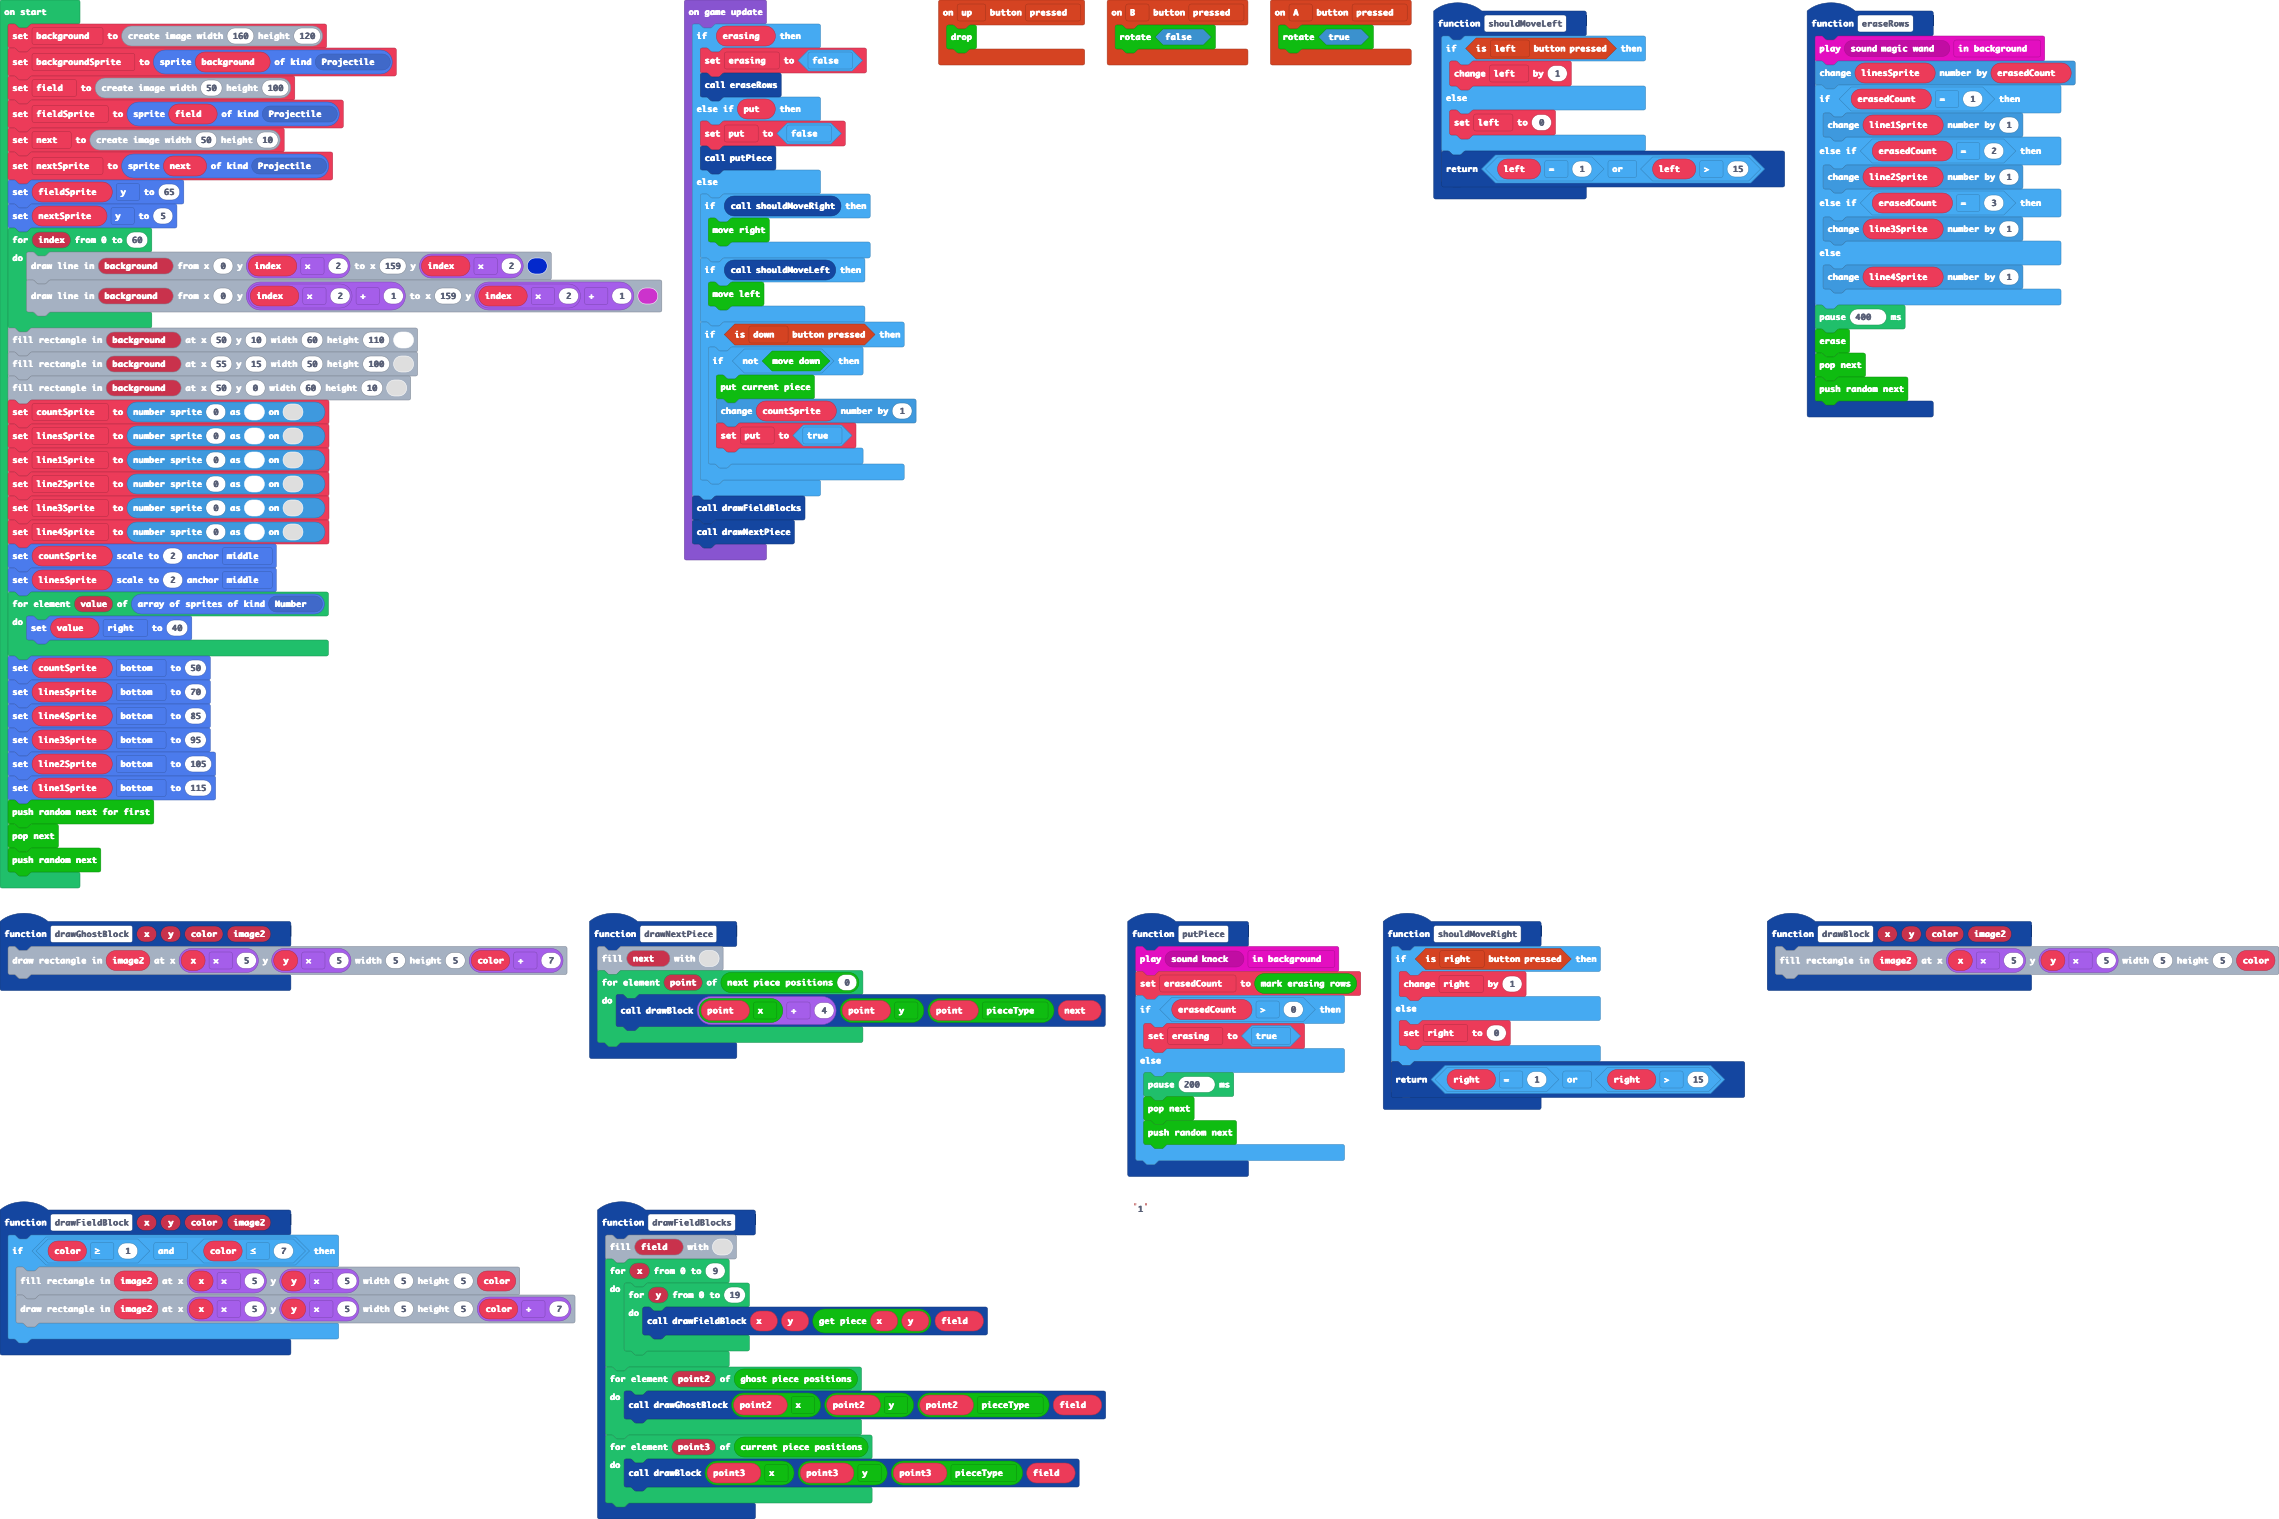 on start
set background to create image width 160 height 120
set backgroundSprite to sprite background of kind Projectile
set field to create image width 50 height 100
set fieldSprite to sprite field of kind Projectile
set next to create image width 50 height 10
set nextSprite to sprite next of kind Projectile
set fieldSprite y to 65
set nextSprite y to 5
for index from 0 to 60
do
draw line in background from x 0 y index × 2 to x 159 y index × 2
draw line in background from x 0 y index × 2 + 1 to x 159 y index × 2 + 1
fill rectangle in background at x 50 y 10 width 60 height 110
fill rectangle in background at x 55 y 15 width 50 height 100
fill rectangle in background at x 50 y 0 width 60 height 10
set countSprite to number sprite 0 as on
set linesSprite to number sprite 0 as on
set line1Sprite to number sprite 0 as on
set line2Sprite to number sprite 0 as on
set line3Sprite to number sprite 0 as on
set line4Sprite to number sprite 0 as on
set countSprite scale to 2 anchor middle
set linesSprite scale to 2 anchor middle
for element value of array of sprites of kind Number
do set value right to 40
set countSprite bottom to 50
set linesSprite bottom to 70
set line4Sprite bottom to 85
set line3Sprite bottom to 95
set line2Sprite bottom to 105
set line1Sprite bottom to 115
push random next for first
pop next
push random next
on game update
if erasing then
set erasing to false
call eraseRows
else if put then
set put to false
call putPiece
else
if call shouldMoveRight then
move right
if call shouldMoveLeft then
move left
if is down button pressed then
if not move down then
put current piece
change countSprite number by 1
set put to true
call drawFieldBlocks
call drawNextPiece
on up button pressed
drop
on B button pressed
rotate false
on A button pressed
rotate true
function shouldMoveLeft
if is left button pressed then
change left by 1
else
set left to 0
return left = 1 or left > 15
function eraseRows
play sound magic wand in background
change linesSprite number by erasedCount
if erasedCount = 1 then
change line1Sprite number by 1
else if erasedCount = 2 then
change line2Sprite number by 1
else if erasedCount = 3 then
change line3Sprite number by 1
else
change line4Sprite number by 1
pause 400 ms
erase
pop next
push random next
function drawGhostBlock x y color image2
draw rectangle in image2 at x x × 5 y y × 5 width 5 height 5 color + 7
function drawNextPiece
fill next with
for element point of next piece positions 0
do
call drawBlock point x + 4 point y point pieceType next
function putPiece
play sound knock in background
set erasedCount to mark erasing rows
if erasedCount > 0 then
set erasing to true
else
pause 200 ms
pop next
push random next
function shouldMoveRight
if is right button pressed then
change right by 1
else
set right to 0
return right = 1 or right > 15
function drawBlock x y color image2
fill rectangle in image2 at x x × 5 y y × 5 width 5 height 5 color
function drawFieldBlock x y color image2
if color ≥ 1 and color ≤ 7 then
fill rectangle in image2 at x x × 5 y y × 5 width 5 height 5 color
draw rectangle in image2 at x x × 5 y y × 5 width 5 height 5 color + 7
function drawFieldBlocks
fill field with
for x from 0 to 9
do for y from 0 to 19
do call drawFieldBlock x y get piece x y field
for element point2 of ghost piece positions
do call drawGhostBlock point2 x point2 y point2 pieceType field
for element point3 of current piece positions
do call drawBlock point3 x point3 y point3 pieceType field
'1'